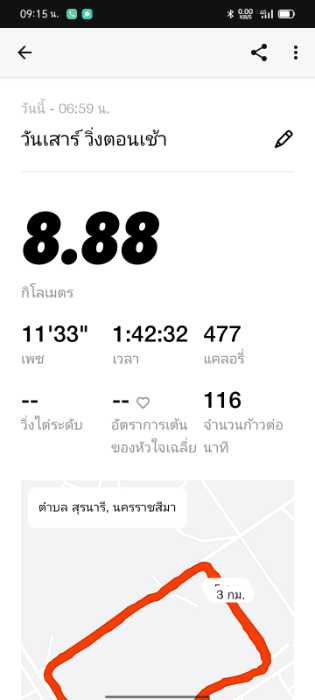 09:15 น.
0.00 KB/S
วันนี้ - 06:59 น.
วันเสาร์ วิ่งตอนเช้า
8.88
กิโลเมตร
11'33" 1:42:32 477
เพซ เวลา แคลอรี่
-- -- 116
วิ่งไต่ระดับ อัตราการเต้น จำนวนก้าวต่อ
ของหัวใจเฉลี่ย นาที
ตำบล สุรนารี, นครราชสีมา
3 กม.